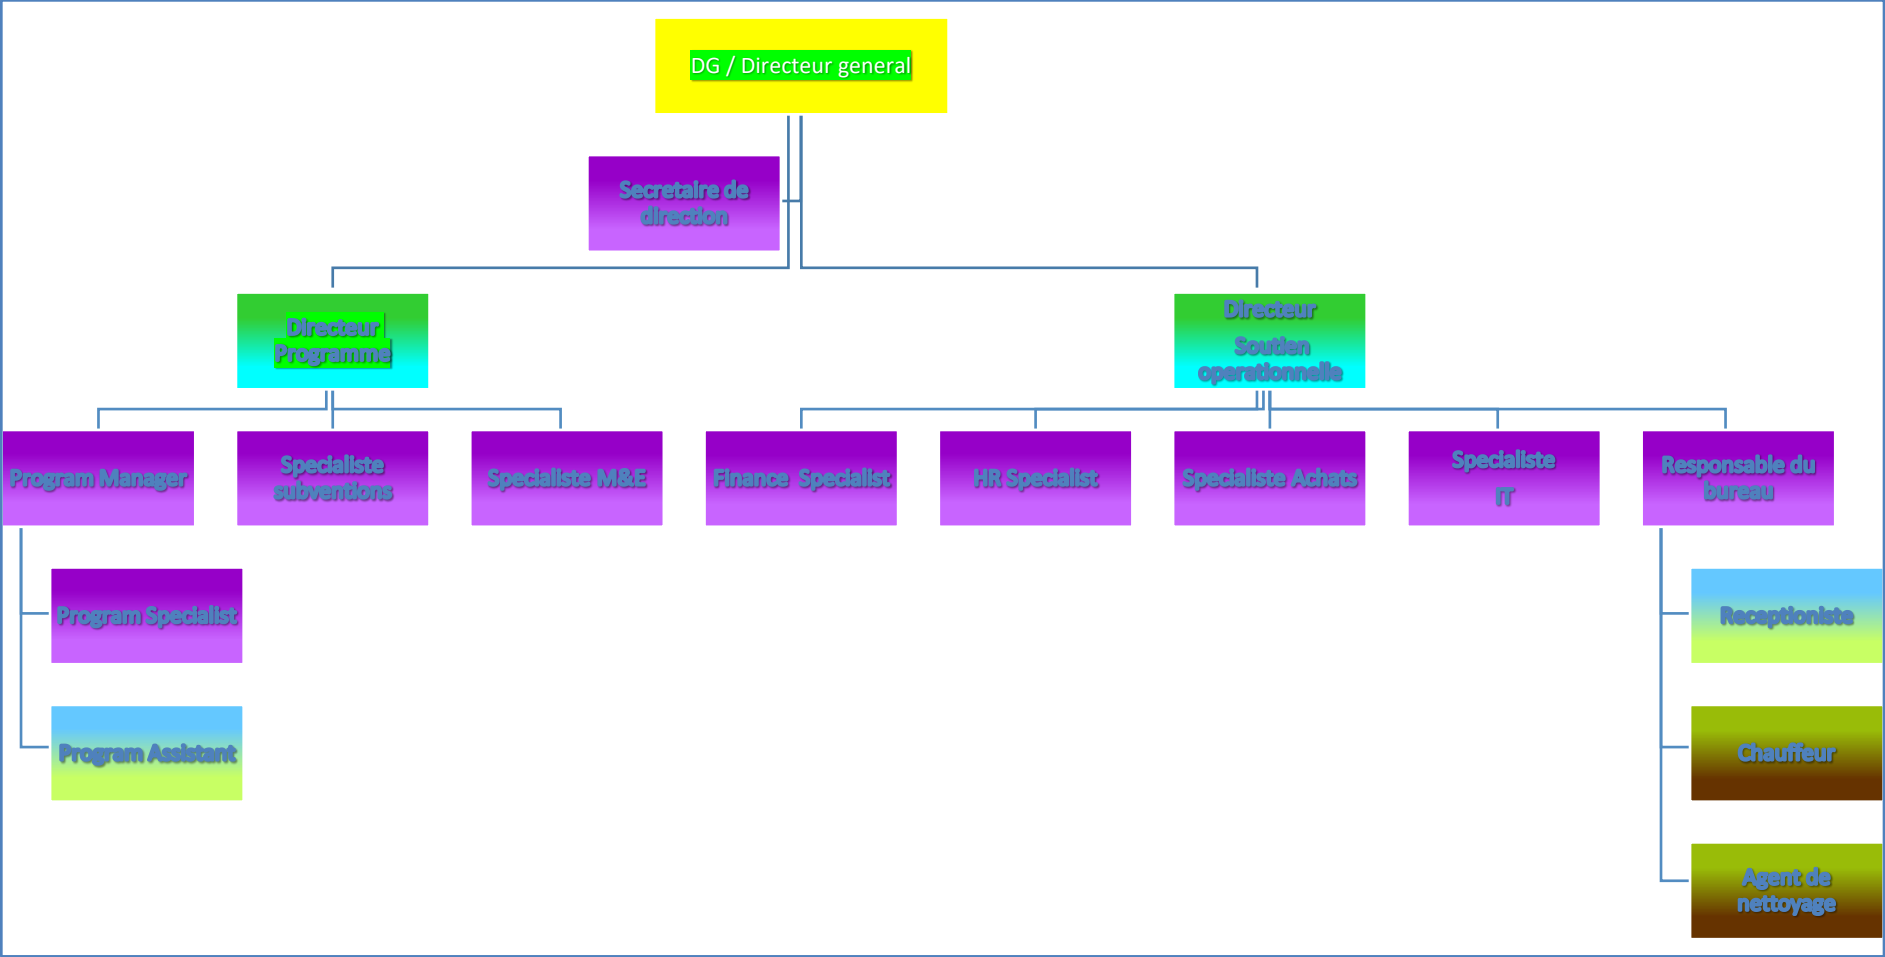 DG / Directeur general
Secretaire de
direction
Directeur
Programme
Directeur
Soutien
operationnelle
Program Manager
Specialiste
subventions
Specialiste M&E
Finance  Specialist
HR Specialist
Specialiste Achats
Specialiste
IT
Responsable du
bureau
Program Specialist
Receptioniste
Program Assistant
Chauffeur
Agent de
nettoyage